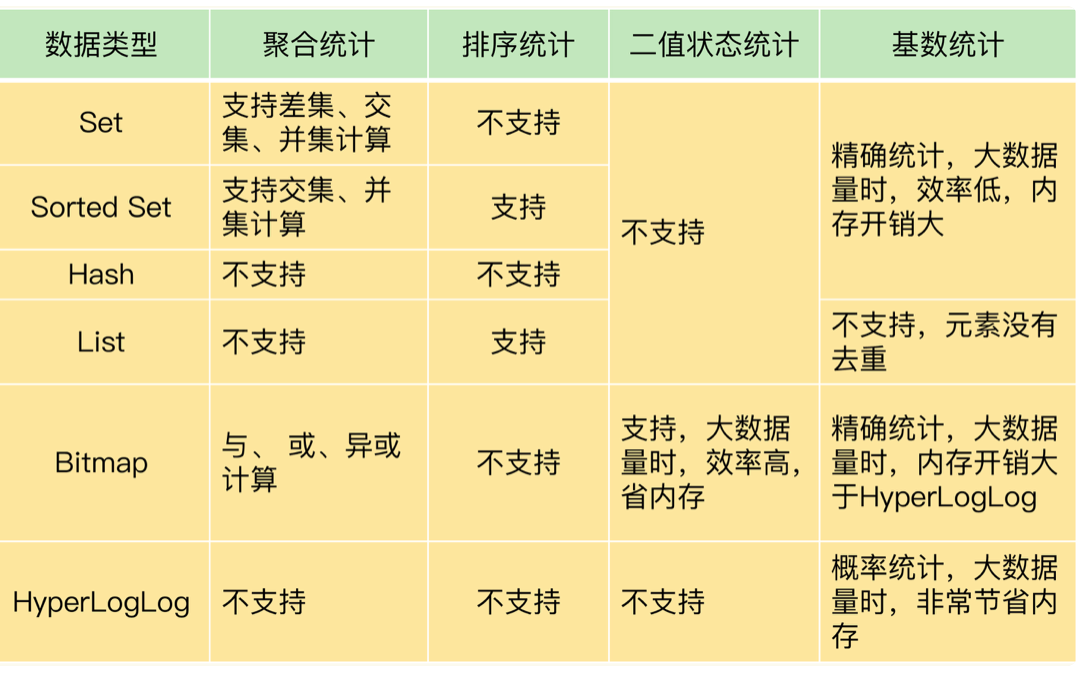 数据类型
聚合统计
排序统计
二值状态统计
基数统计
Set
支持差集、交
集、并集计算
不支持
不支持
精确统计，大数据
量时，效率低，内
存开销大
Sorted Set
支持交集、并
集计算
支持
Hash
不支持
不支持
List
不支持
支持
不支持，元素没有
去重
Bitmap
与、 或、异或
计算
不支持
支持，大数据
量时，效率高，
省内存
精确统计，大数据
量时，内存开销大
于HyperLogLog
HyperLogLog
不支持
不支持
不支持
概率统计，大数据
量时，非常节省内
存